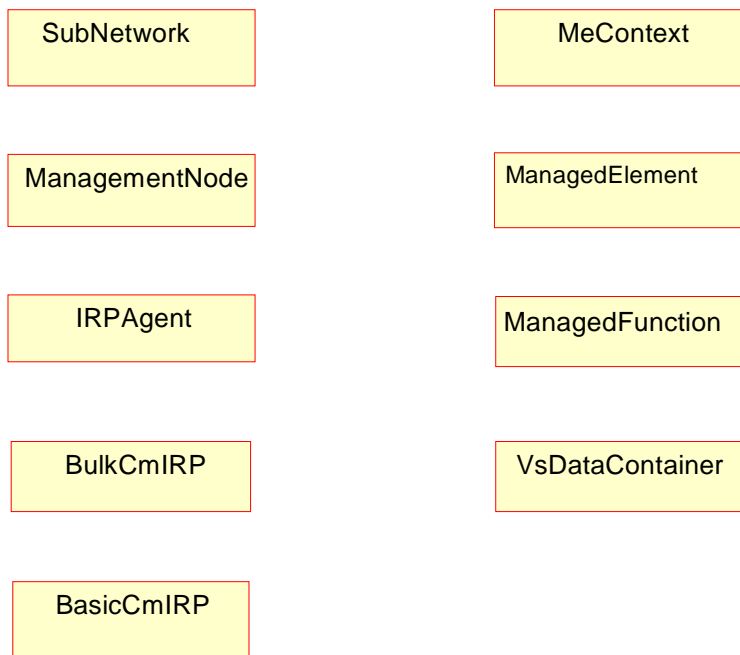 SubNetwork
MeContext
ManagementNode
ManagedElement
IRPAgent
ManagedFunction
BulkCmIRP
VsDataContainer
BasicCmIRP